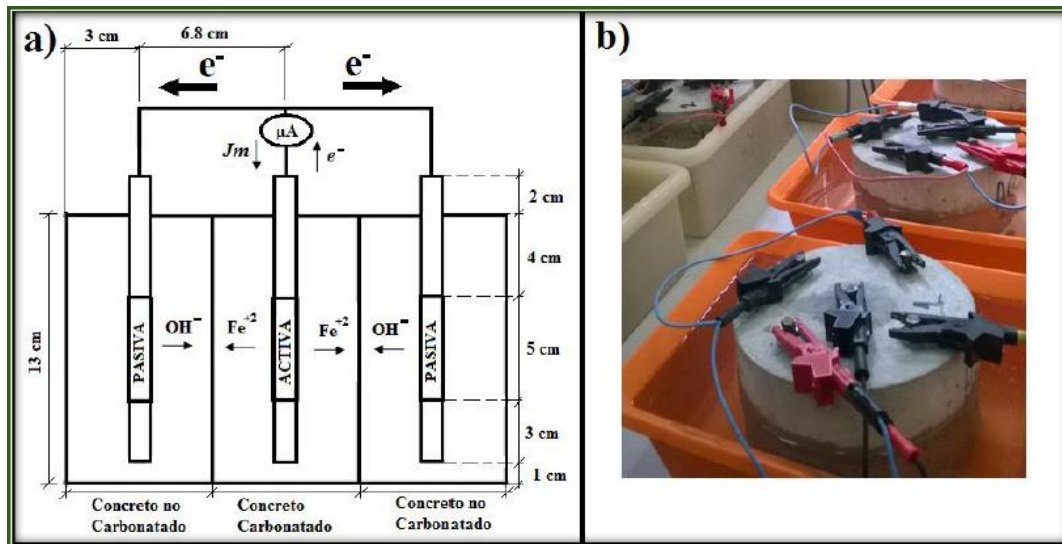 a)
3 cm
6.8 cm
e-
e-
μA
Jm
e-
2 cm
4 cm
13 cm
PASIVA
OH-
Fe+2
ACTIVA
Fe+2
OH-
PASIVA
5 cm
3 cm
1 cm
Concreto no
Carbonatado
Concreto
Carbonatado
Concreto no
Carbonatado
b)